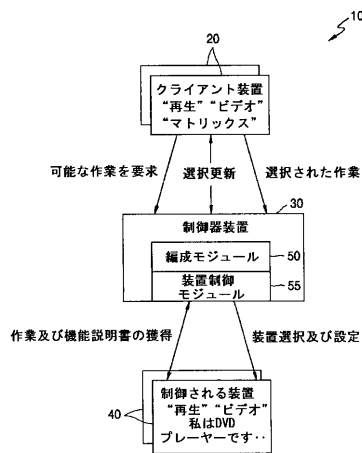 10
20
クライアント装置
“再生”“ビデオ”
“マトリックス”
可能な作業を要求
選択更新
選択された作業
30
制御器装置
編成モジュール
50
装置制御
モジュール
55
作業及び機能説明書の獲得
装置選択及び設定
40
制御される装置
“再生”“ビデオ”
私はDVD
プレーヤーです‥